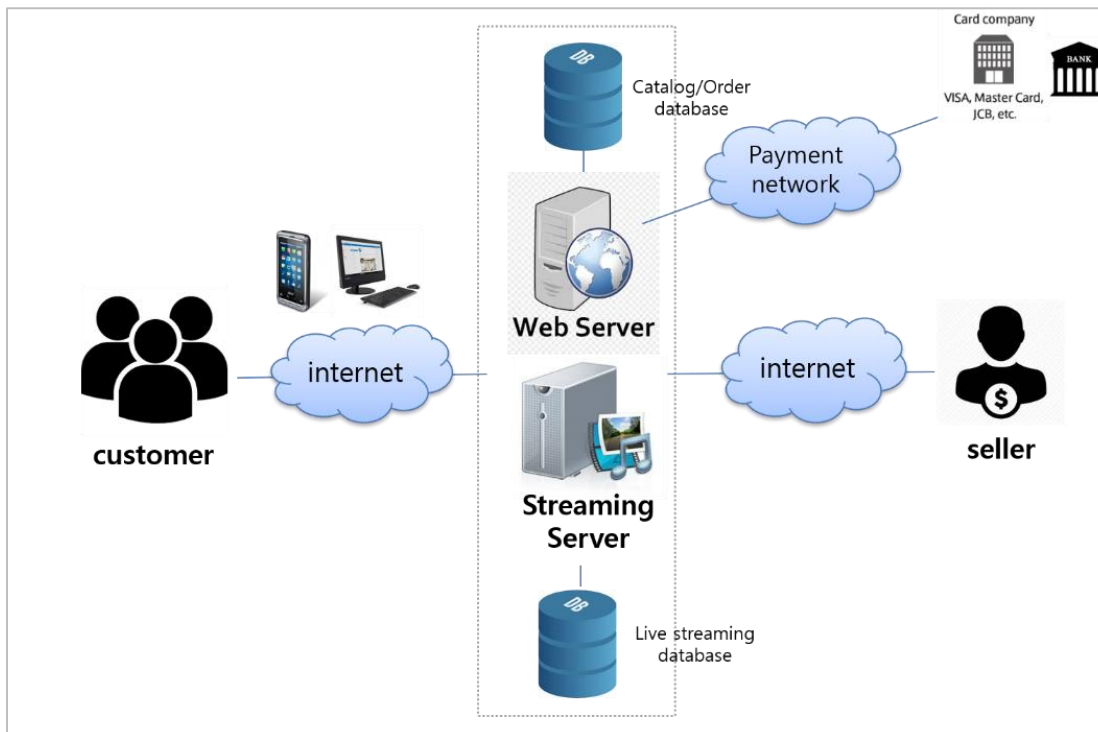 Card company
BANK
VISA, Master Card,
JCB, etc.
DB
Catalog/Order
database
Payment
network
Web Server
internet
internet
customer
seller
$
Streaming
Server
DB
Live streaming
database